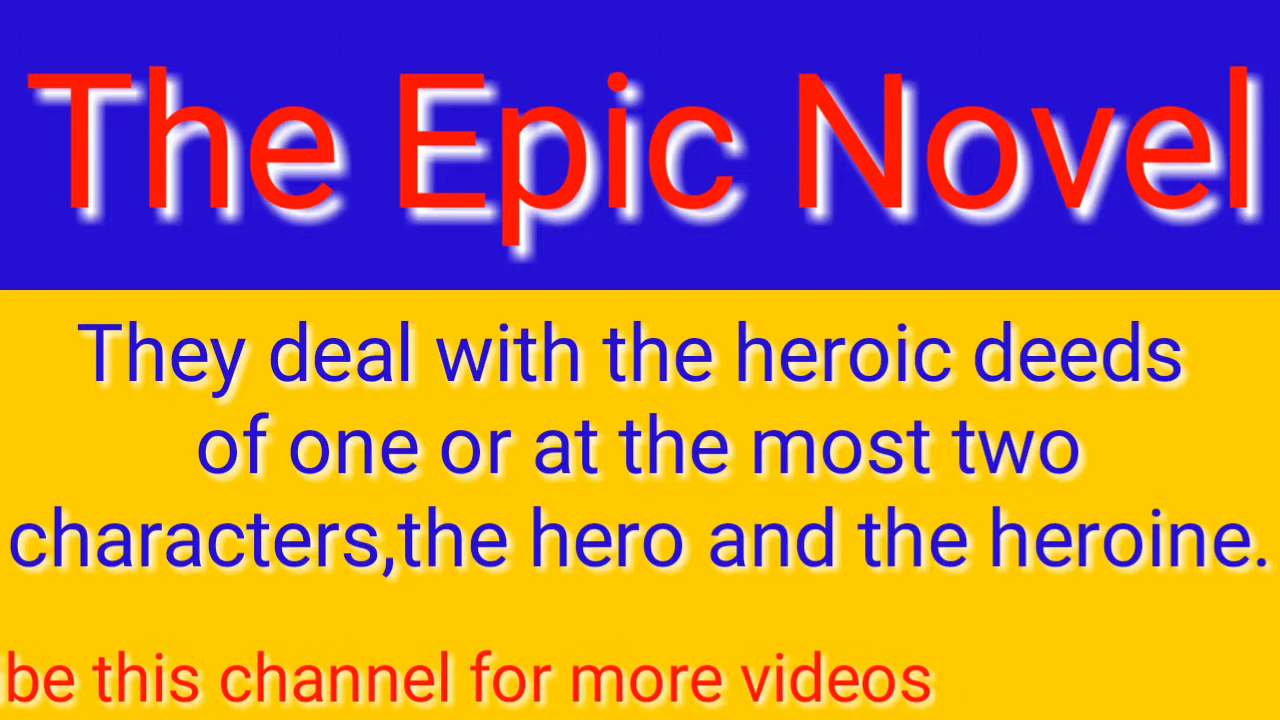 The Epic Novel
They deal with the heroic deeds
of one or at the most two
characters,the hero and the heroine.
be this channel for more videos